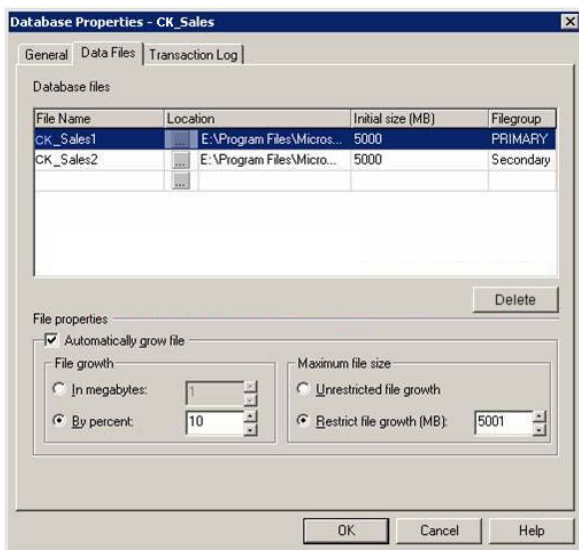 Database Properties - CK_Sales
General Data Files Transaction Log
Database files
File Name Location Initial size (MB) Filegroup
CK_Sales1 ... E:\Program Files\Micros... 5000 PRIMARY
CK_Sales2 ... E:\Program Files\Micro... 5000 Secondary
...
Delete
File properties
Automatically grow file
File growth
In megabytes: 1
By percent: 10
Maximum file size
Unrestricted file growth
Restrict file growth (MB): 5001
OK Cancel Help